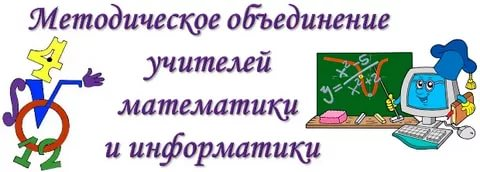 Методическое объединение
учителей
математики
и информатики